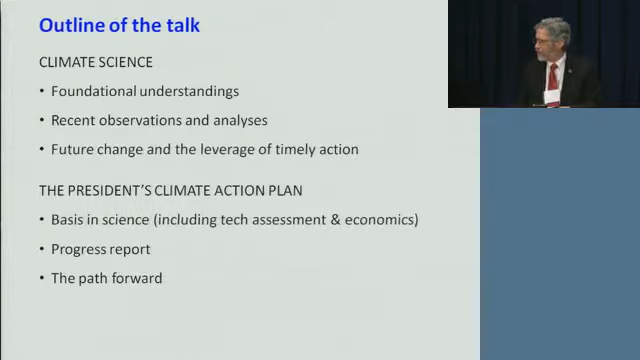 Outline of the talk
CLIMATE SCIENCE
• Foundational understandings
• Recent observations and analyses
• Future change and the leverage of timely action
THE PRESIDENT'S CLIMATE ACTION PLAN
• Basis in science (including tech assessment & economics)
• Progress report
• The path forward